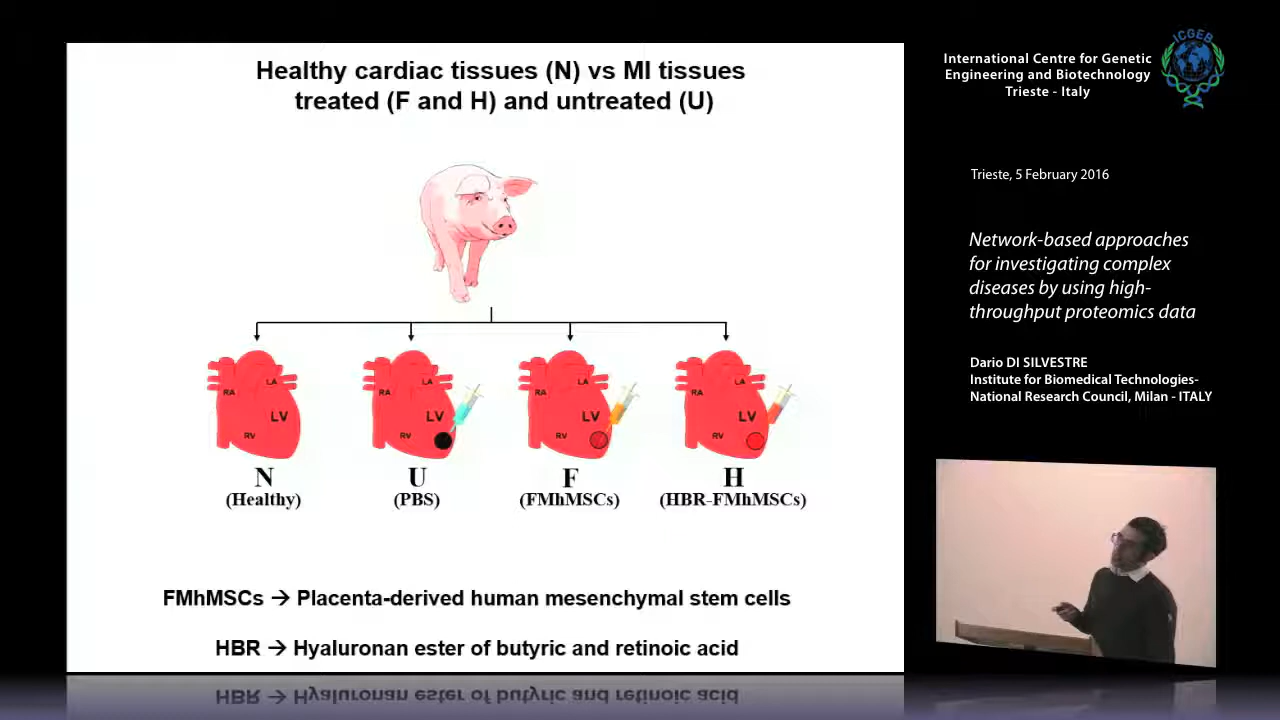 Healthy cardiac tissues (N) vs MI tissues
treated (F and H) and untreated (U)
RA LA LV RV
RA LA LV RV
RA LA LV RV
RA LA LV RV
N U F H
(Healthy) (PBS) (FMhMSCs) (HBR-FMhMSCs)
FMhMSCs → Placenta-derived human mesenchymal stem cells
HBR → Hyaluronan ester of butyric and retinoic acid
International Centre for Genetic
Engineering and Biotechnology
Trieste - Italy
ICGEB
Trieste, 5 February 2016
Network-based approaches
for investigating complex
diseases by using high-
throughput proteomics data
Dario DI SILVESTRE
Institute for Biomedical Technologies-
National Research Council, Milan - ITALY